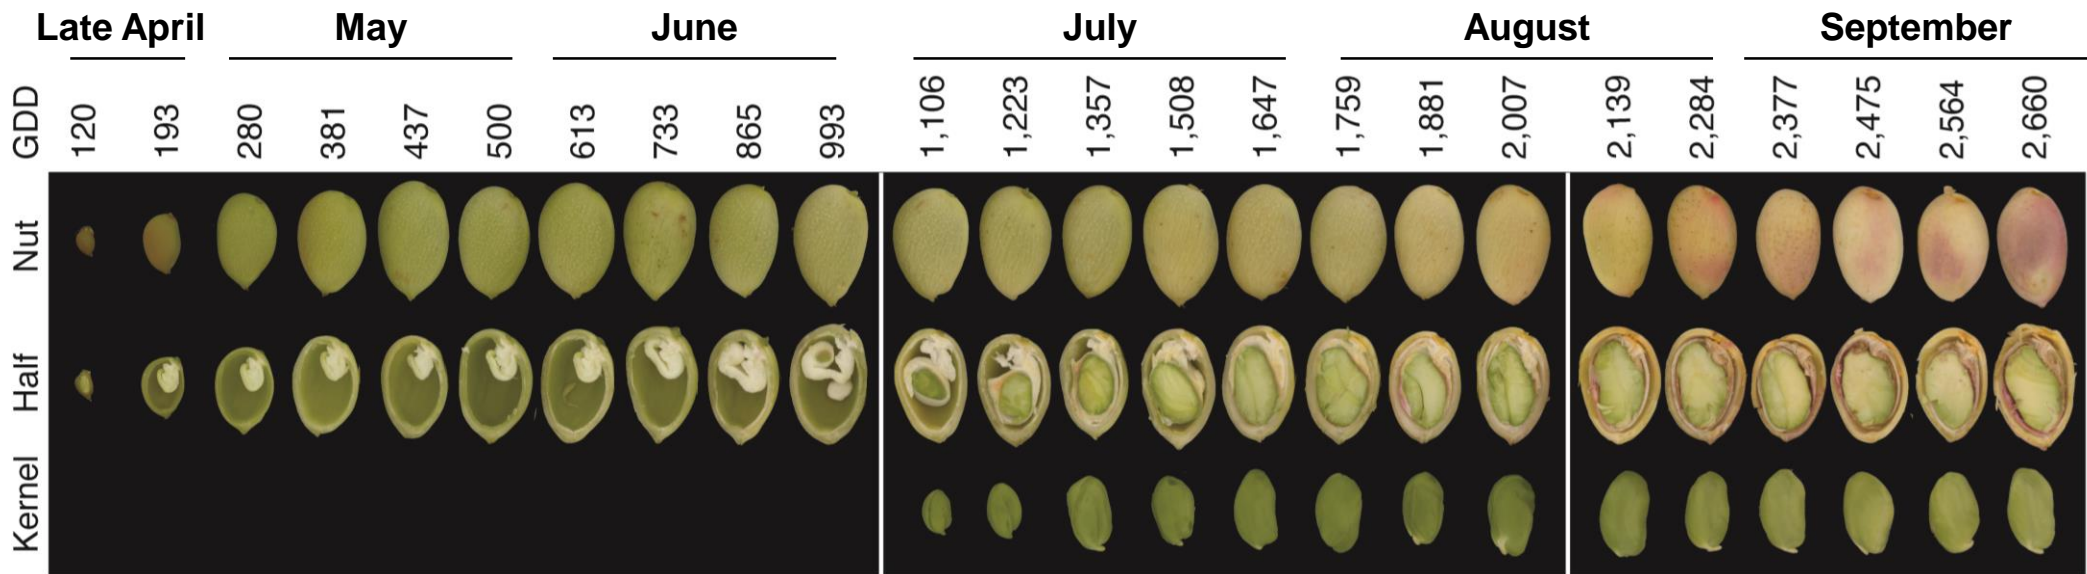 Late April May June July August September
GDD 120 193 280 381 437 500 613 733 865 993 1,106 1,223 1,357 1,508 1,647 1,759 1,881 2,007 2,139 2,284 2,377 2,475 2,564 2,660
Nut
Half
Kernel